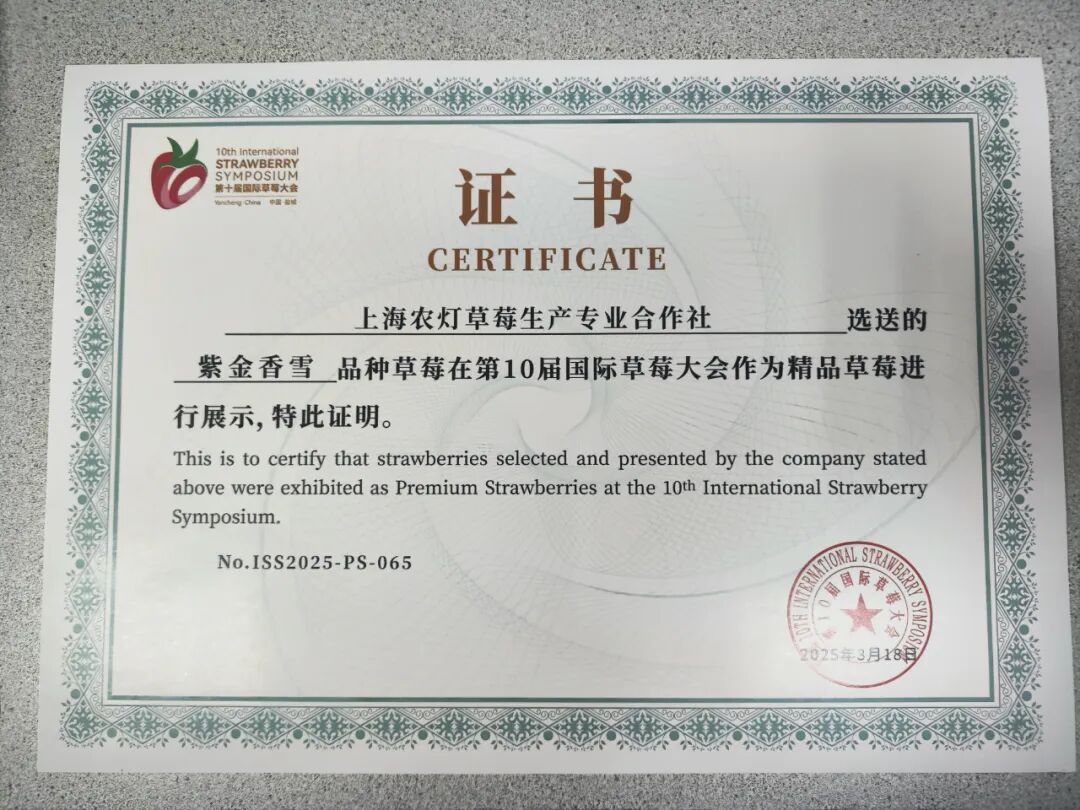 10th International
STRAWBERRY
SYMPOSIUM
第十届国际草莓大会
Yancheng·China 中国·盐城
证 书
CERTIFICATE
上海农灯草莓生产专业合作社 选送的
紫金香雪 品种草莓在第10届国际草莓大会作为精品草莓进
行展示,特此证明。
This is to certify that strawberries selected and presented by the company stated
above were exhibited as Premium Strawberries at the 10th International Strawberry
Symposium.
No.ISS2025-PS-065
10TH INTERNATIONAL STRAWBERRY SYMPOSIUM
第10届国际草莓大会
2025年3月18日